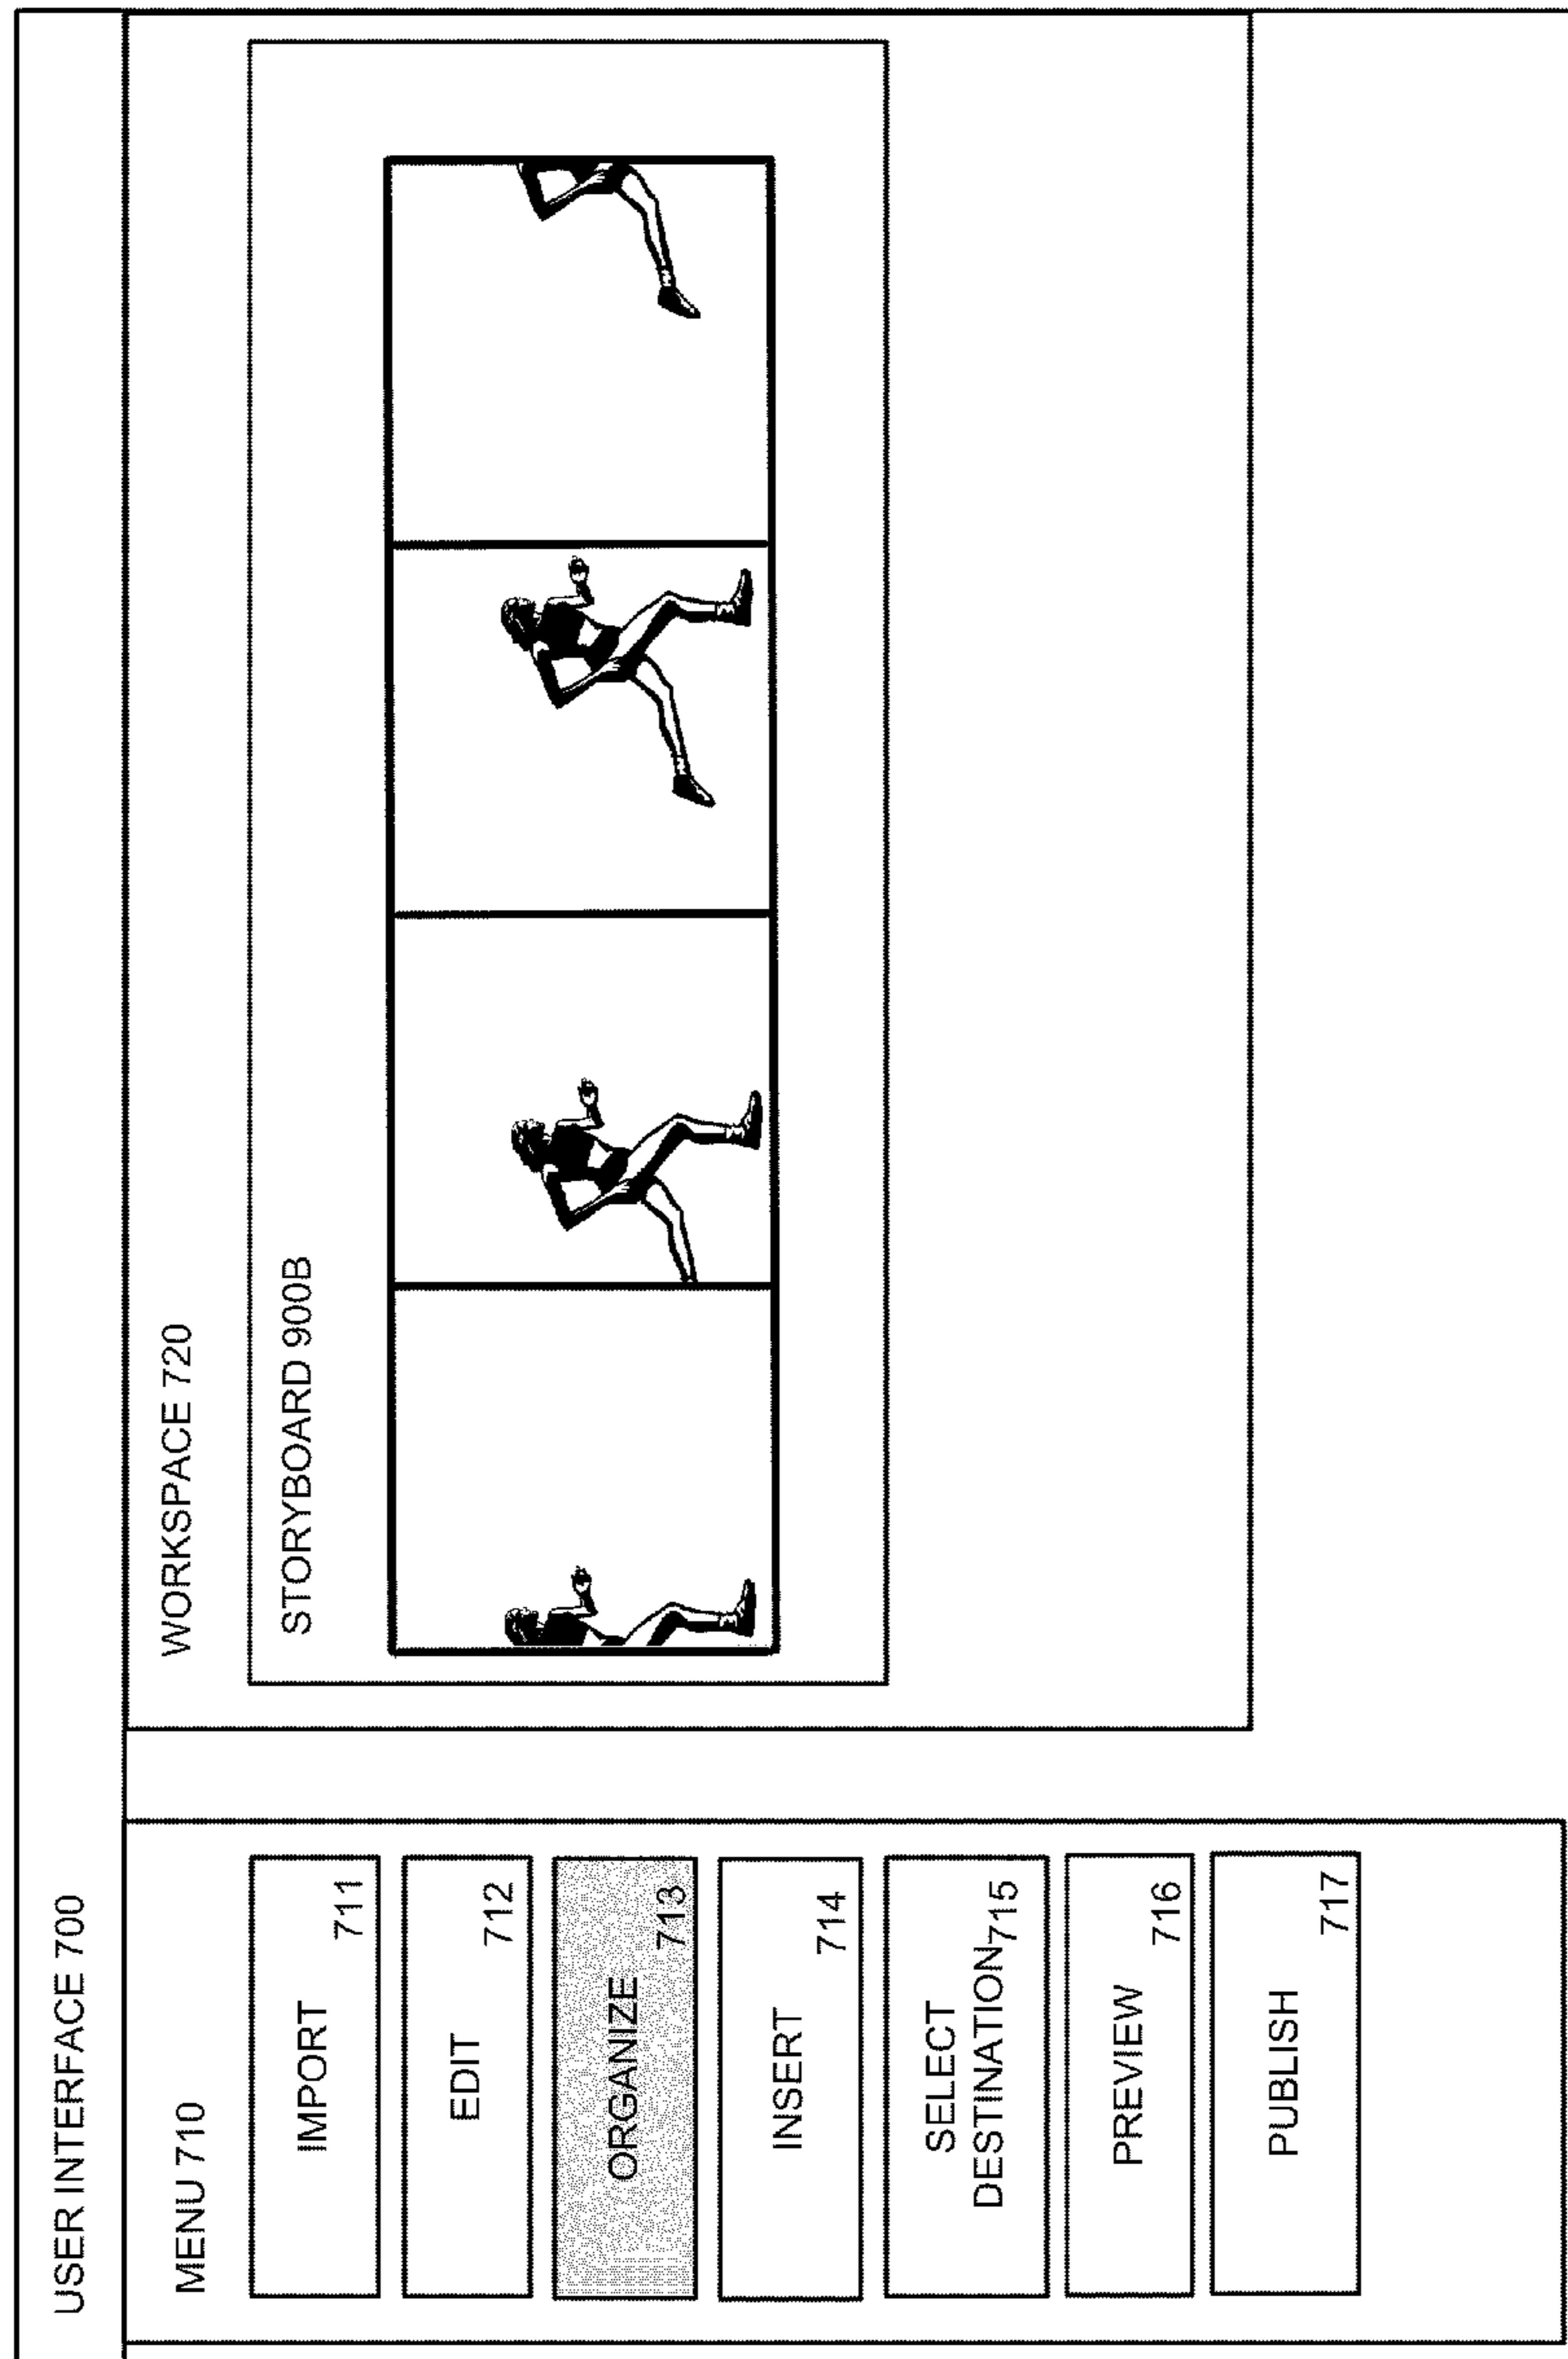 USER INTERFACE 700
MENU 710
IMPORT
711
EDIT
712
ORGANIZE
713
INSERT
714
SELECT
DESTINATION 715
PREVIEW
716
PUBLISH
717
WORKSPACE 720
STORYBOARD 900B